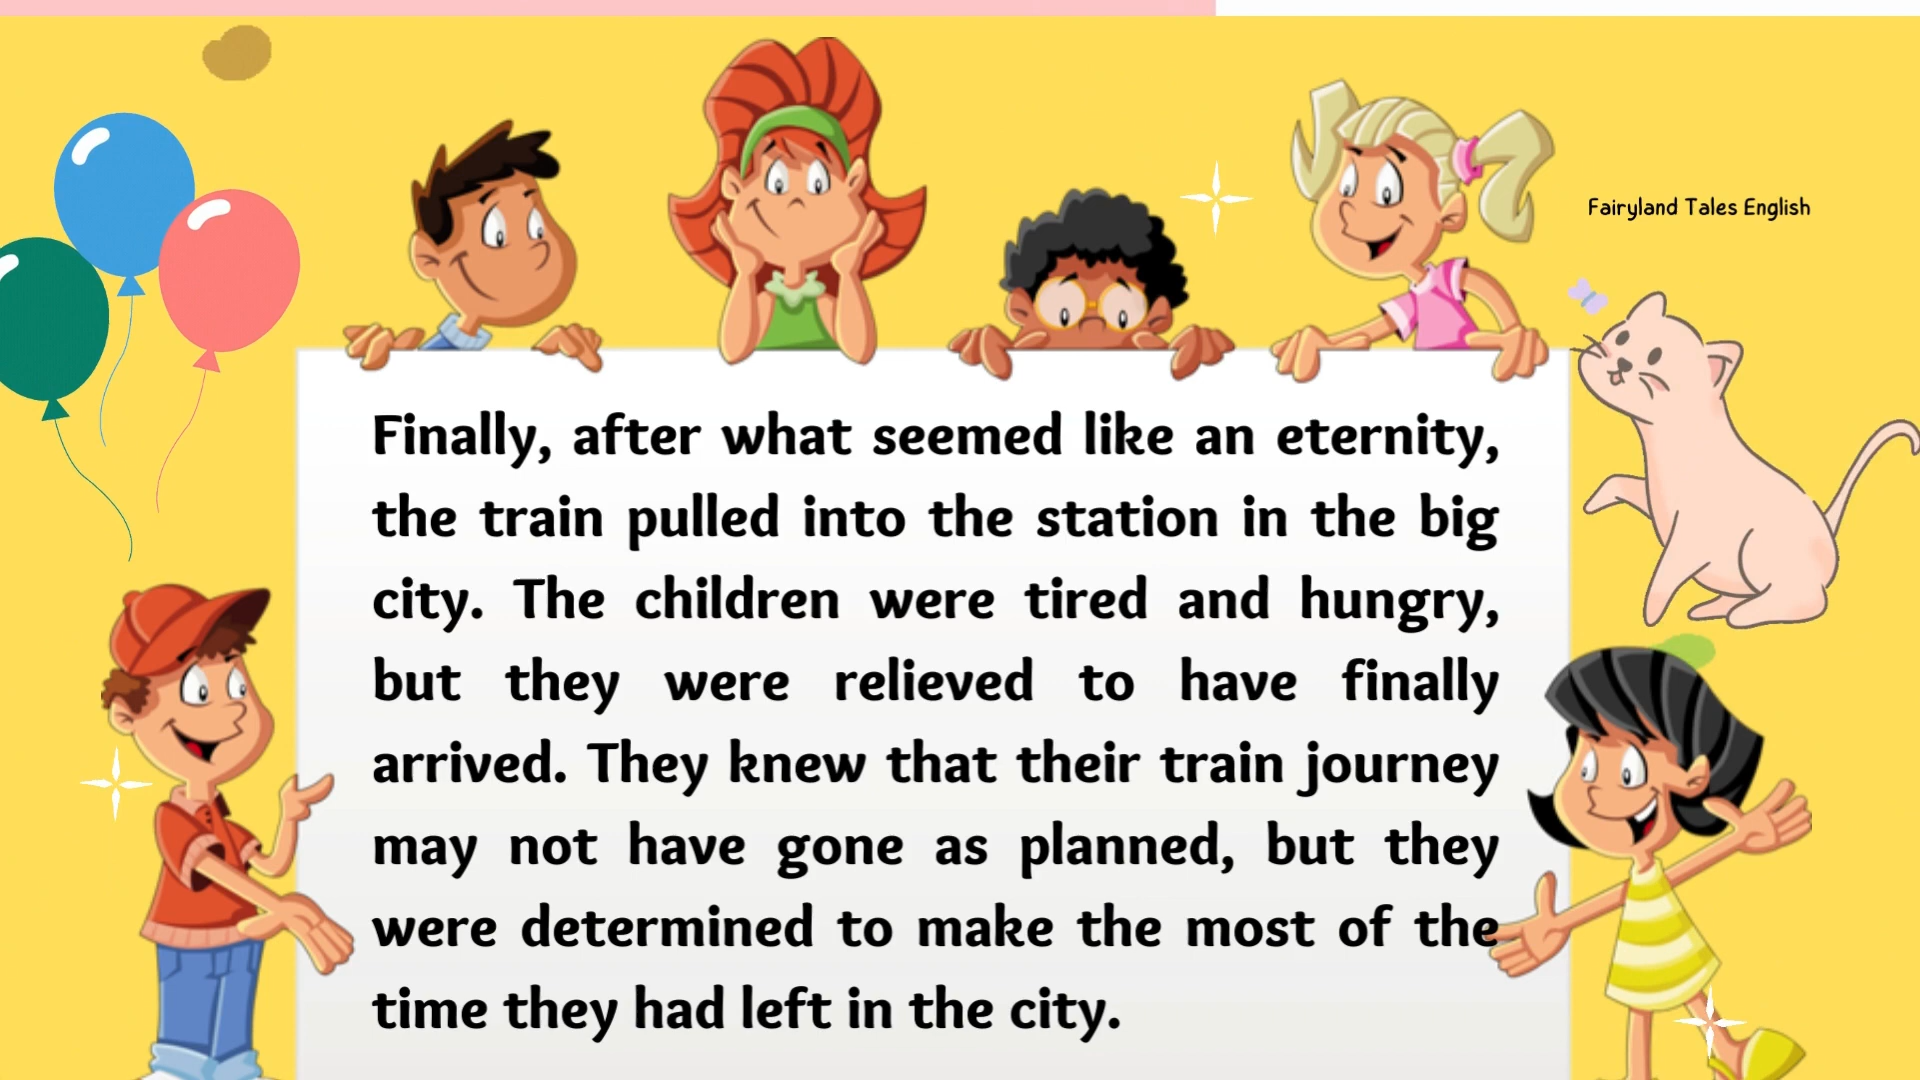 Fairyland Tales English
Finally, after what seemed like an eternity,
the train pulled into the station in the big
city. The children were tired and hungry,
but they were relieved to have finally
arrived. They knew that their train journey
may not have gone as planned, but they
were determined to make the most of the
time they had left in the city.